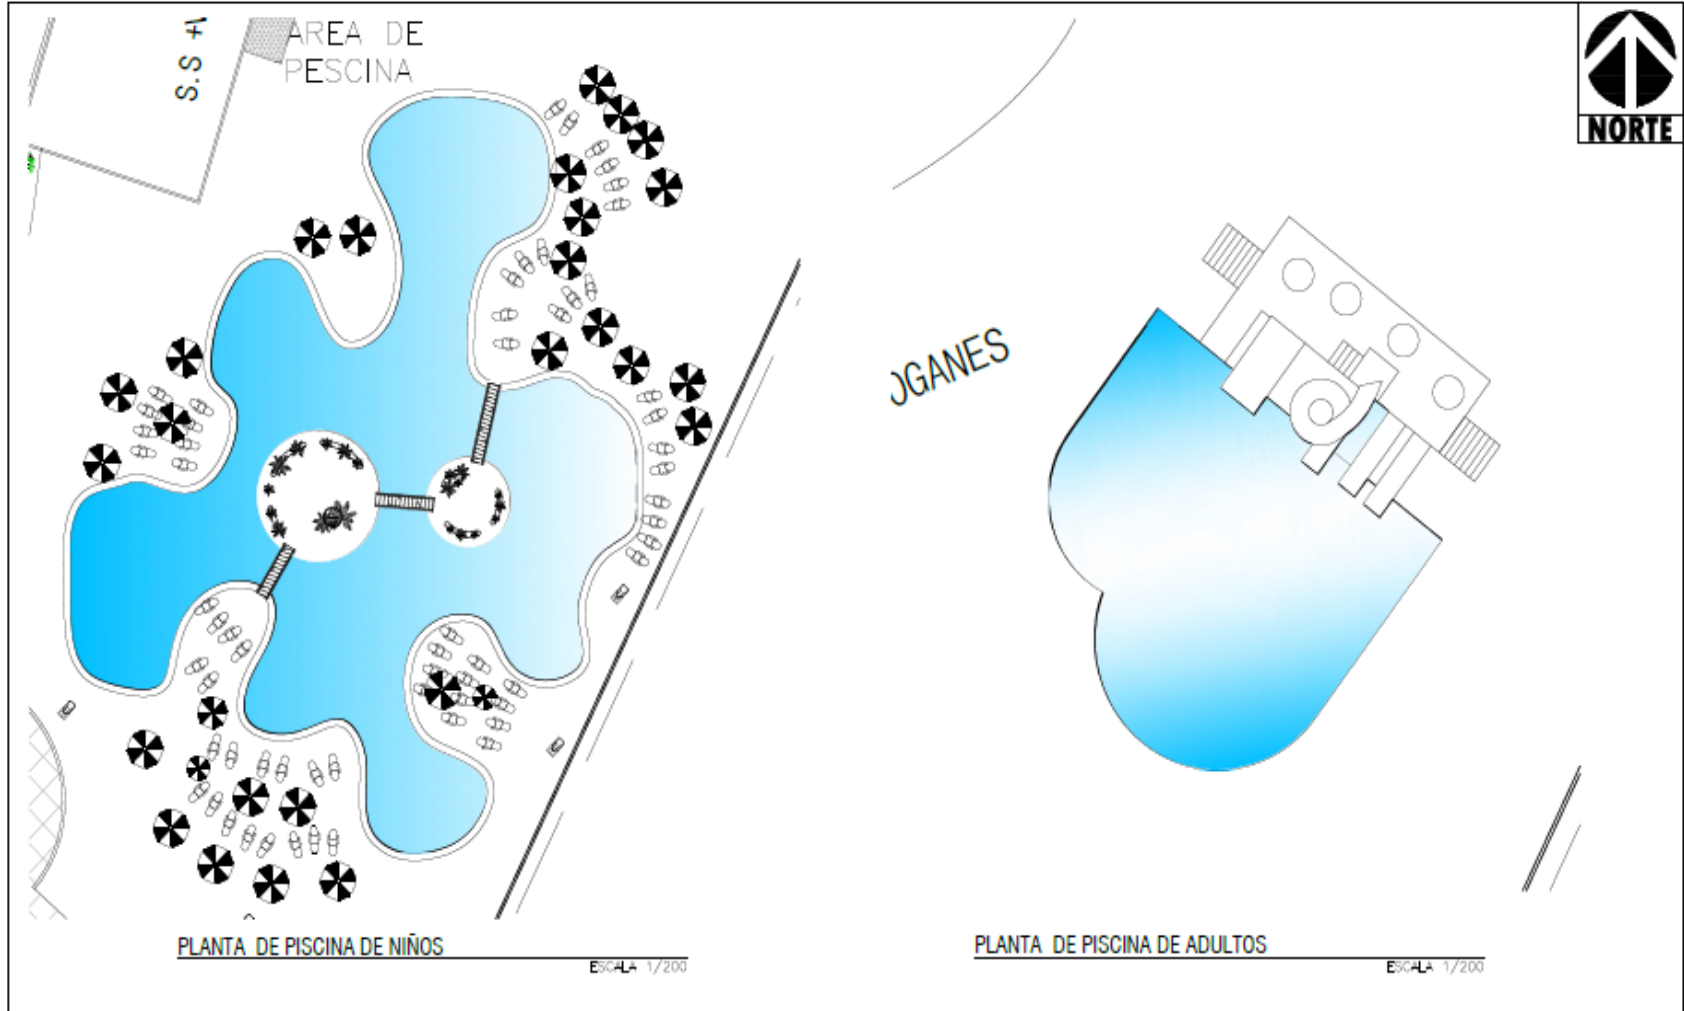 AREA DE
PESCINA
S.S H
NORTE
OGANES
PLANTA DE PISCINA DE NIÑOS
ESCALA 1/200
PLANTA DE PISCINA DE ADULTOS
ESCALA 1/200